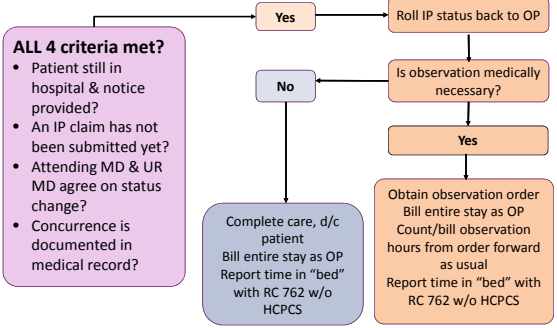 ALL 4 criteria met?
• Patient still in
hospital & notice
provided?
• An IP claim has not
been submitted yet?
• Attending MD & UR
MD agree on status
change?
• Concurrence is
documented in
medical record?
Yes
Roll IP status back to OP
Is observation medically
necessary?
No
Yes
Complete care, d/c
patient
Bill entire stay as OP
Report time in “bed”
with RC 762 w/o
HCPCS
Obtain observation order
Bill entire stay as OP
Count/bill observation
hours from order forward
as usual
Report time in “bed” with
RC 762 w/o HCPCS